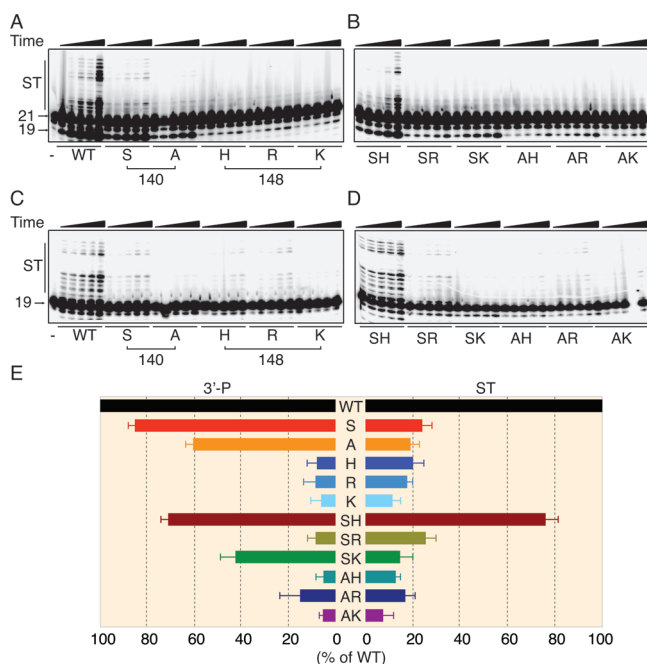 A
B
Time
ST
21
19
- WT S A H R K
140 148
SH SR SK AH AR AK
C
D
Time
ST
19
- WT S A H R K
140 148
SH SR SK AH AR AK
E
3'-P ST
WT
S
A
H
R
K
SH
SR
SK
AH
AR
AK
100 80 60 40 20 0 0 20 40 60 80 100
(% of WT)